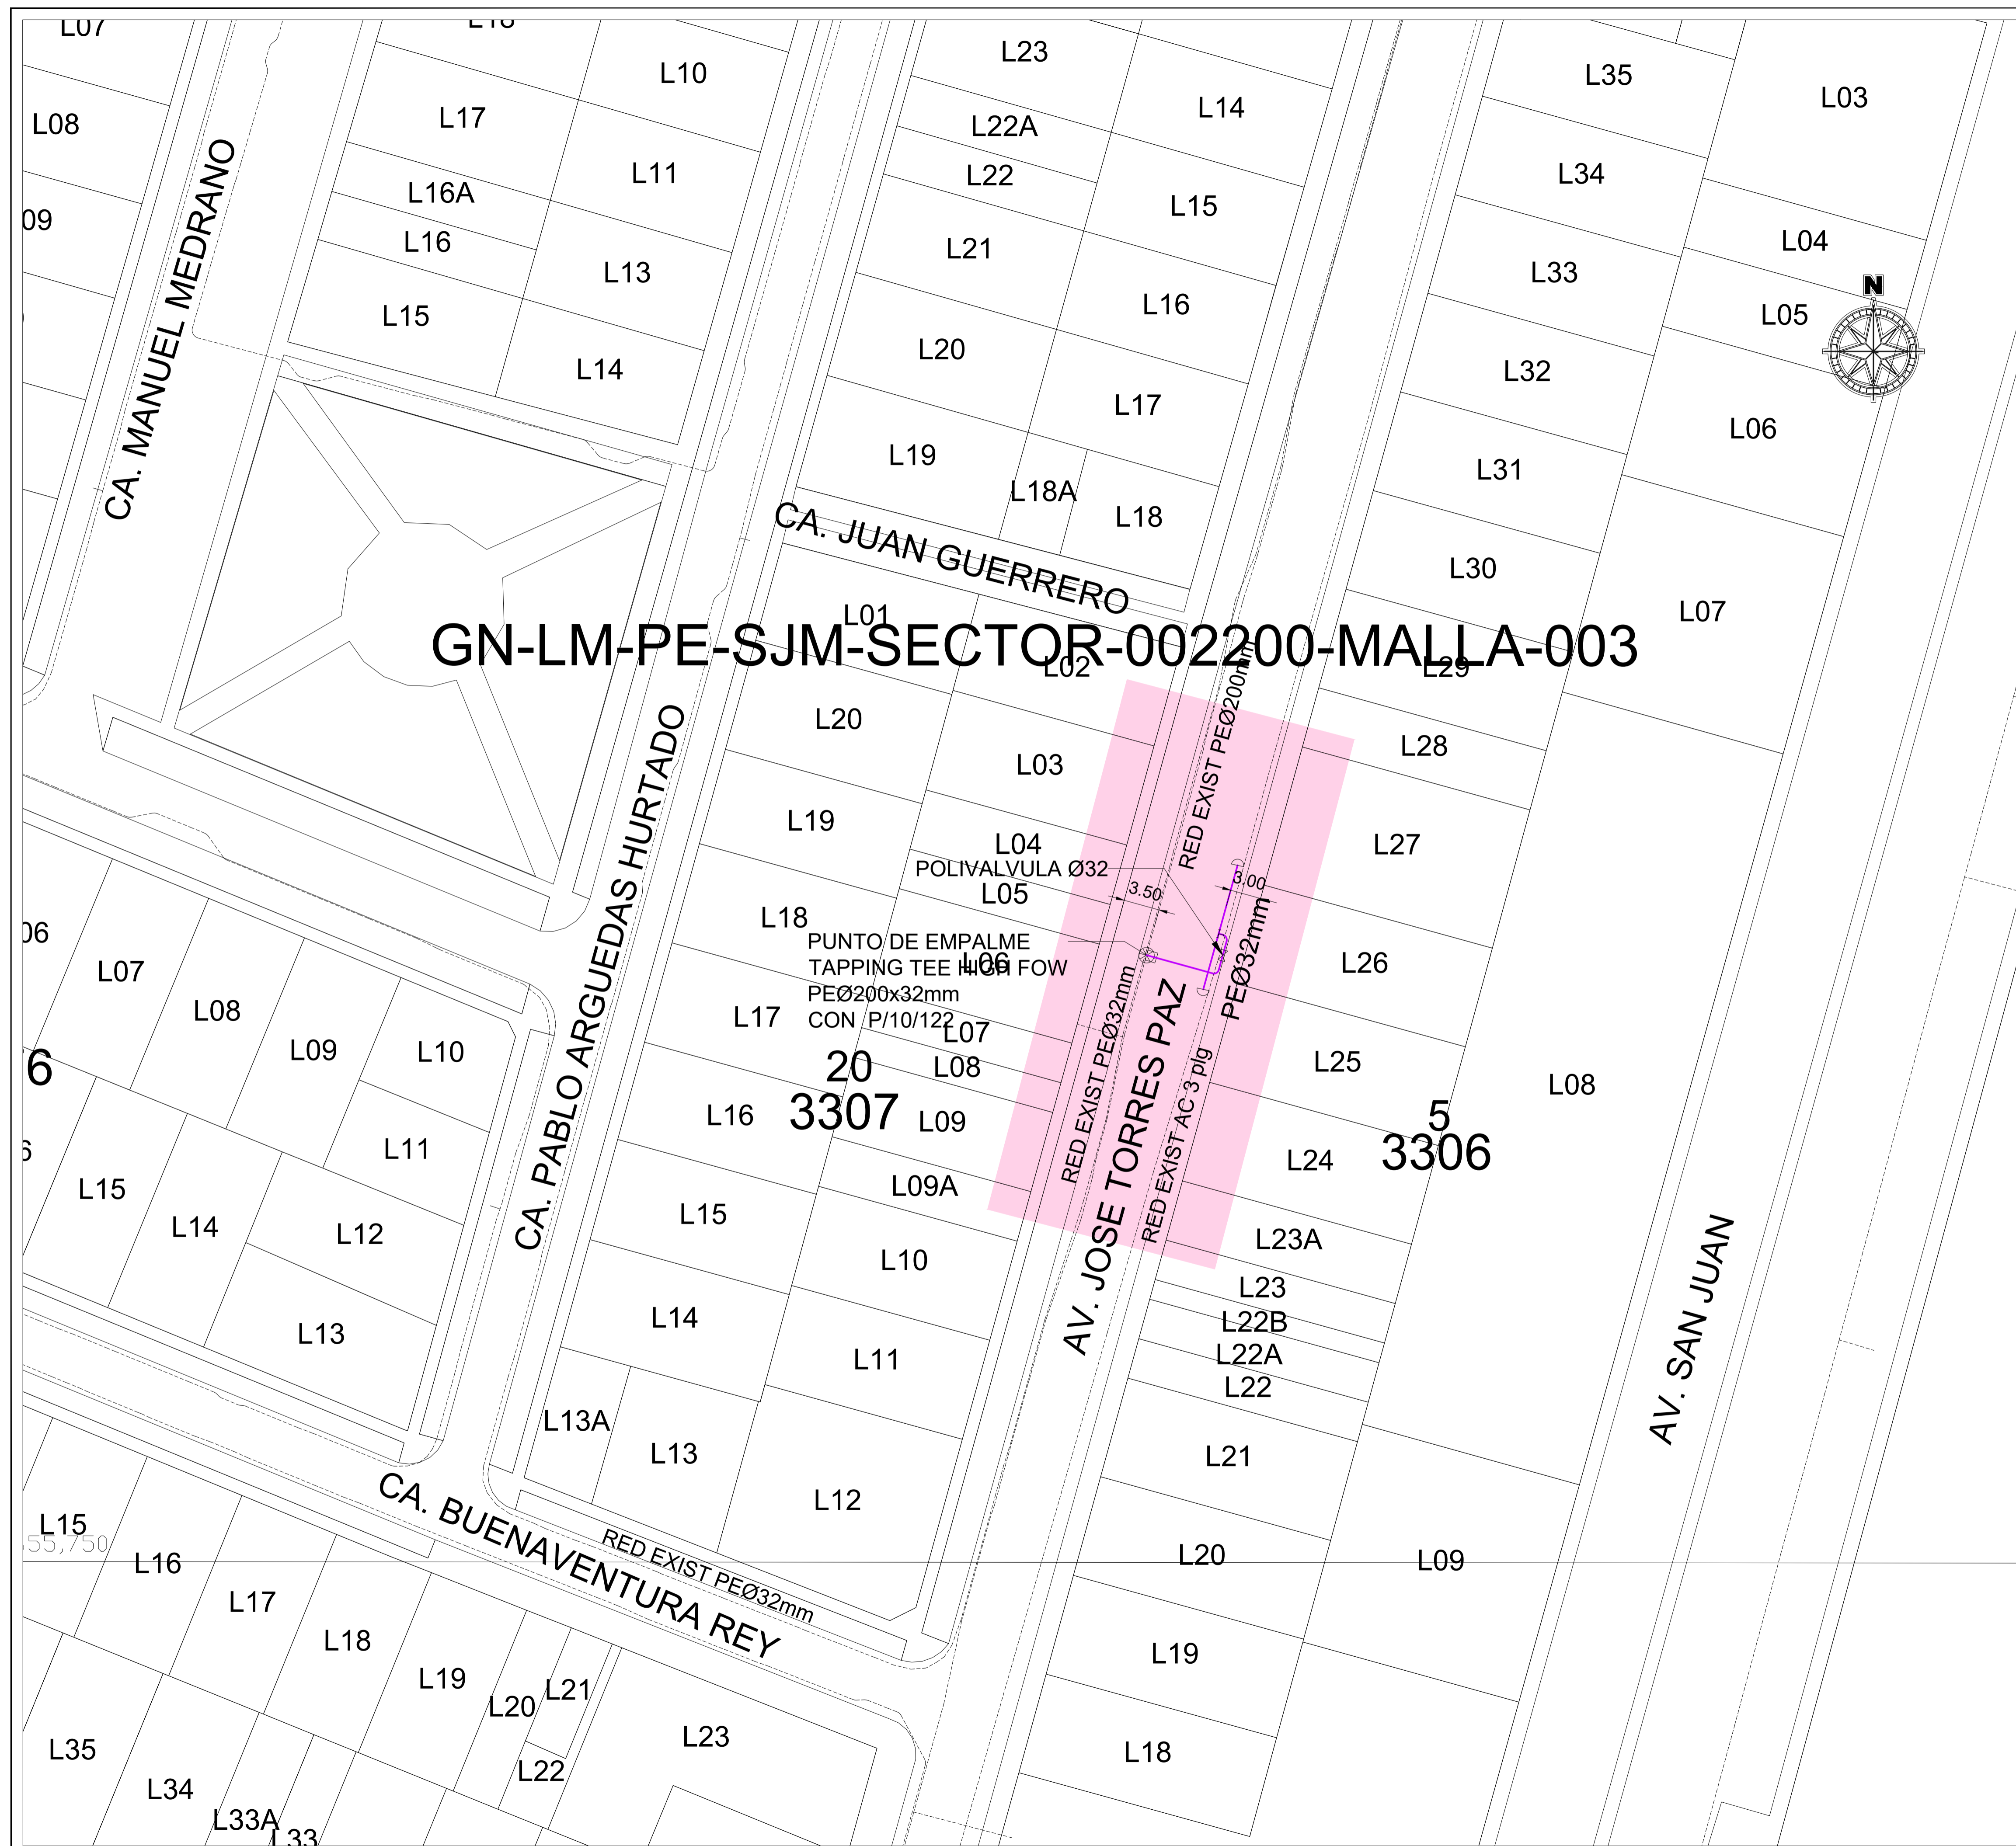 L07
L10
L23
L35
L03
L08
L17
L22A
L14
L11
L22
L34
L16A
L15
09
L16
L21
L04
L13
L33
CA. MANUEL MEDRANO
N
L15
L16
L05
L14
L20
L32
L17
L06
L19
L31
L18A
L18
CA. JUAN GUERRERO
L30
L01
L07
GN-LM-PE-SJM-SECTOR-002200-MALLA-003
L02
L29
L20
RED EXIST PEØ200mm
L28
L03
L19
L04
L27
POLIVALVULA Ø32
L05
3.50
3.00
L18
PUNTO DE EMPALME
TAPPING TEE HIGH FOW
PEØ200x32mm
CON P/10/122
L06
PEØ32mm
L26
06
L07
L08
L09
L10
CA. PABLO ARGUEDAS HURTADO
L17
L07
RED EXIST PEØ32mm
L25
6
20
3307
L08
L08
L16
L09
AV. JOSE TORRES PAZ
RED EXIST AC 3 plg
5
3306
L11
L24
L15
L14
L12
L15
L09A
L23A
L10
L23
L13
L14
L22B
L11
L22A
AV. SAN JUAN
L22
L13A
L13
L21
L12
CA. BUENAVENTURA REY
RED EXIST PEØ32mm
L15
55,750
L16
L20
L09
L17
L18
L19
L19
L20
L21
L23
L35
L22
L18
L34
L33A
L33